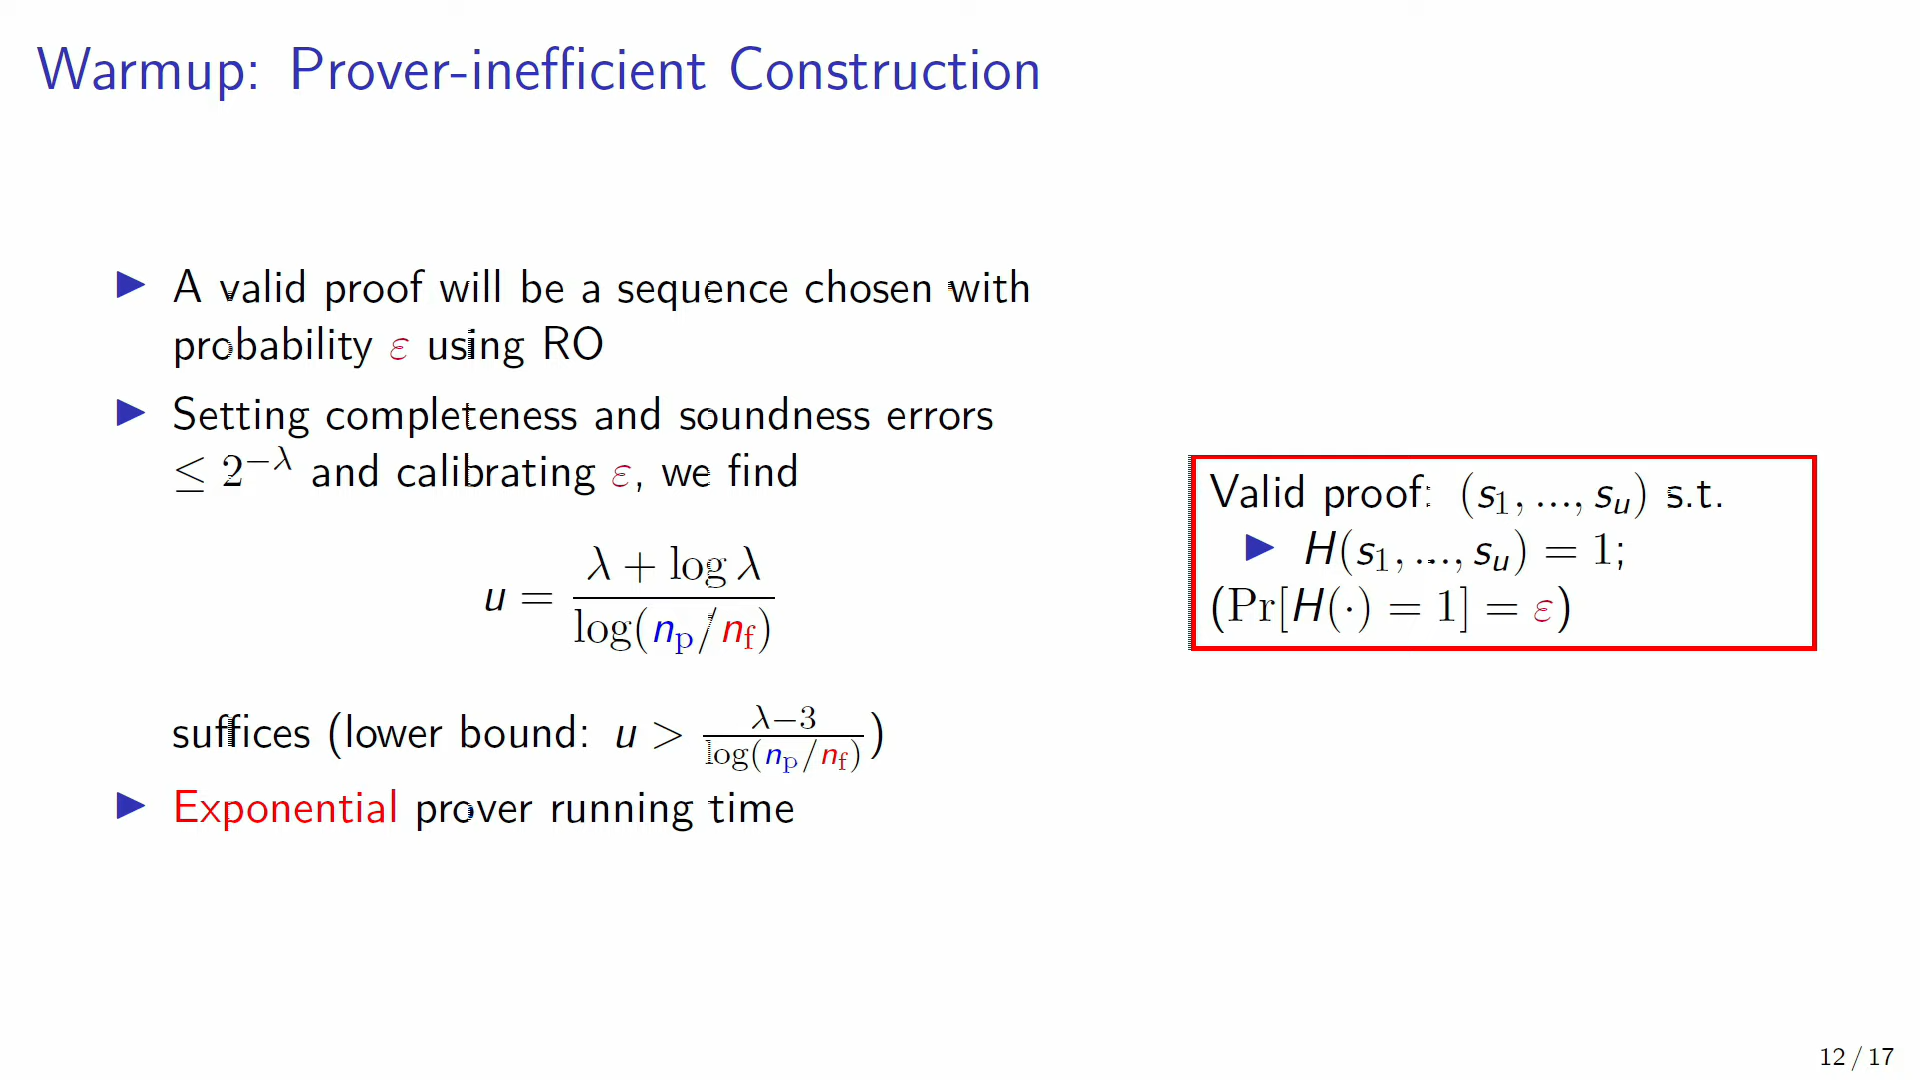 Warmup: Prover-inefficient Construction
▶ A valid proof will be a sequence chosen with
probability ε using RO
▶ Setting completeness and soundness errors
≤ 2^{−λ} and calibrating ε, we find
u = \frac{λ + log λ}{log(n_p/n_f)}
suffices (lower bound: u > \frac{λ−3}{log(n_p/n_f)})
▶ Exponential prover running time
Valid proof: (s_1, ..., s_u) s.t.
▶ H(s_1, ..., s_u) = 1;
(Pr[H(·) = 1] = ε)
12 / 17